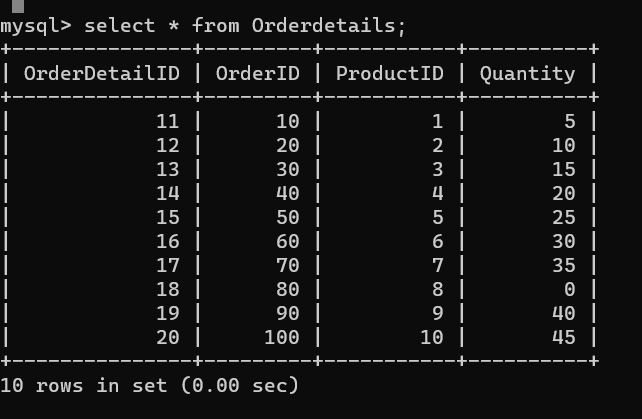 mysql> select * from Orderdetails;
+---------------+---------+-----------+----------+
| OrderDetailID | OrderID | ProductID | Quantity |
+---------------+---------+-----------+----------+
|            11 |      10 |         1 |        5 |
|            12 |      20 |         2 |       10 |
|            13 |      30 |         3 |       15 |
|            14 |      40 |         4 |       20 |
|            15 |      50 |         5 |       25 |
|            16 |      60 |         6 |       30 |
|            17 |      70 |         7 |       35 |
|            18 |      80 |         8 |        0 |
|            19 |      90 |         9 |       40 |
|            20 |     100 |        10 |       45 |
+---------------+---------+-----------+----------+
10 rows in set (0.00 sec)